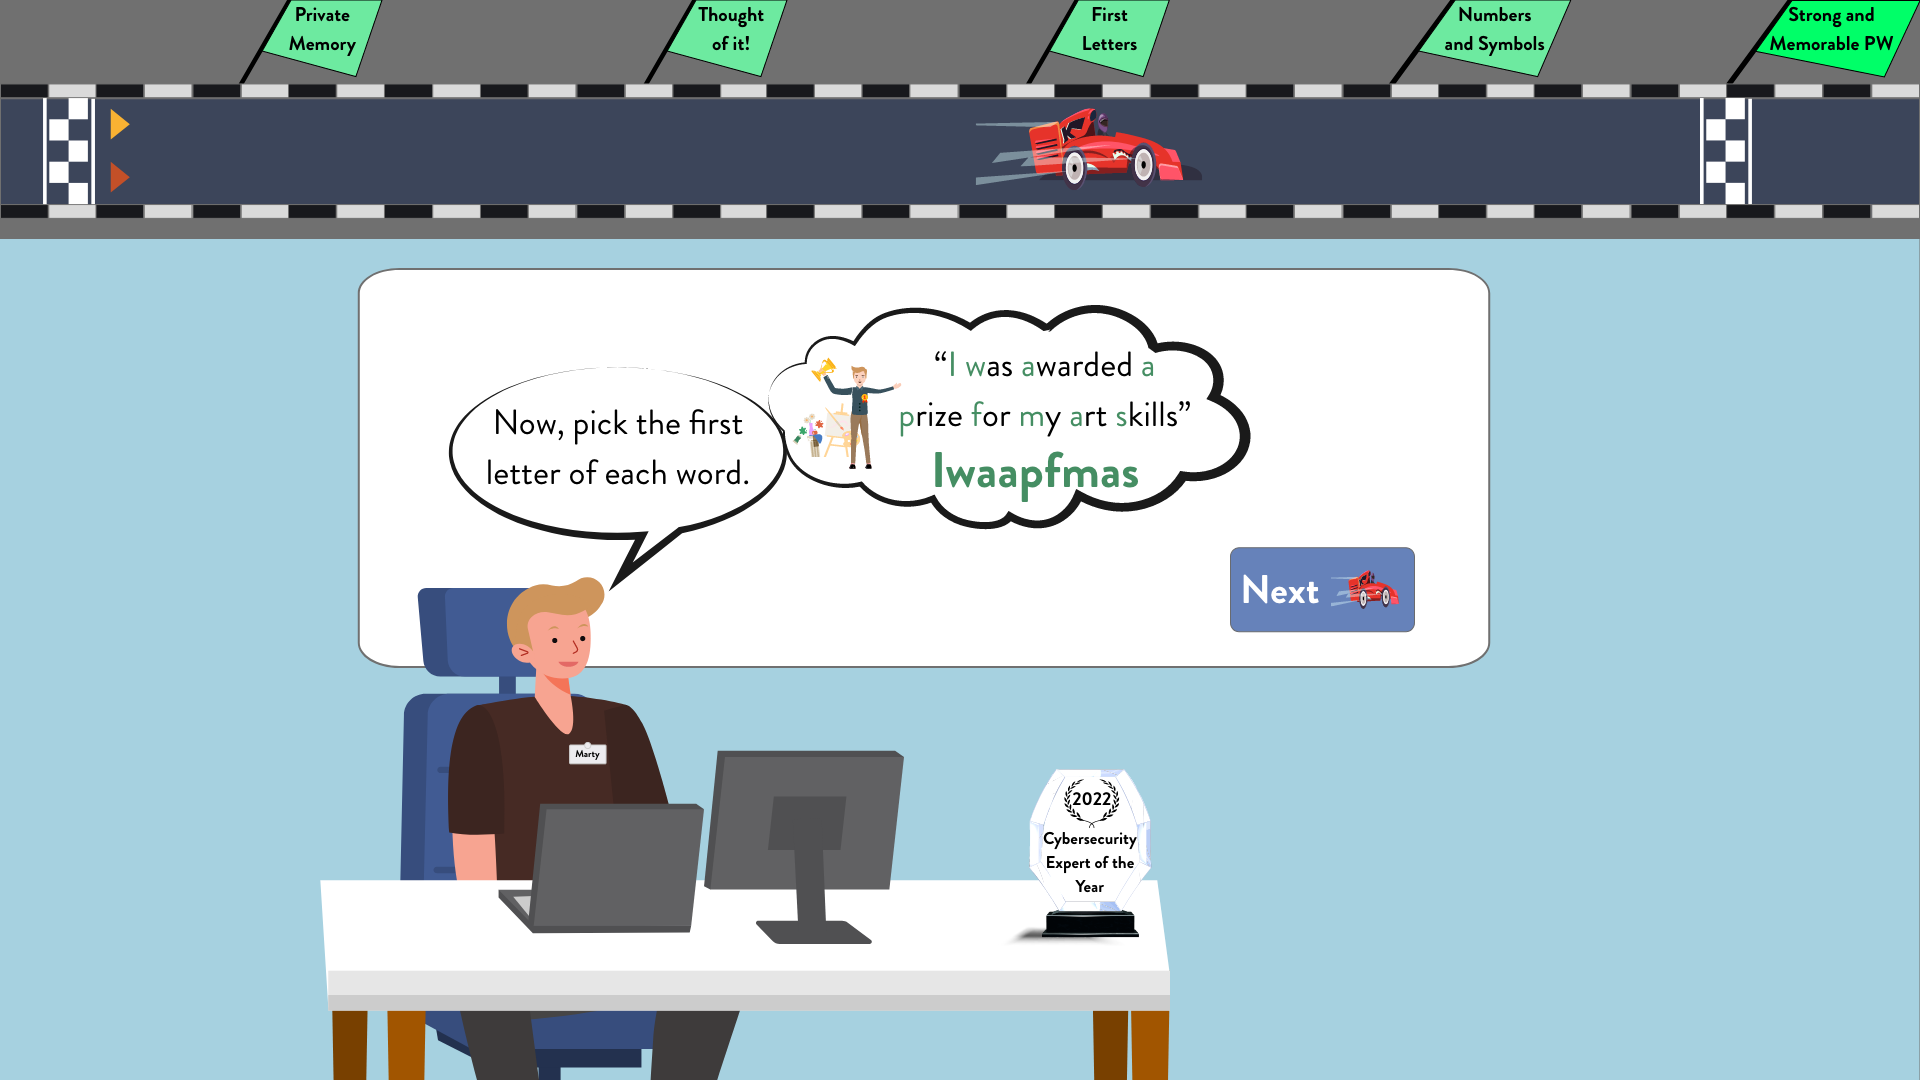 Private
Memory
Thought
of it!
First
Letters
Numbers
and Symbols
Strong and
Memorable PW
Now, pick the first
letter of each word.
“I was awarded a
prize for my art skills”
Iwaapfmas
Next
Marty
2022
Cybersecurity
Expert of the
Year